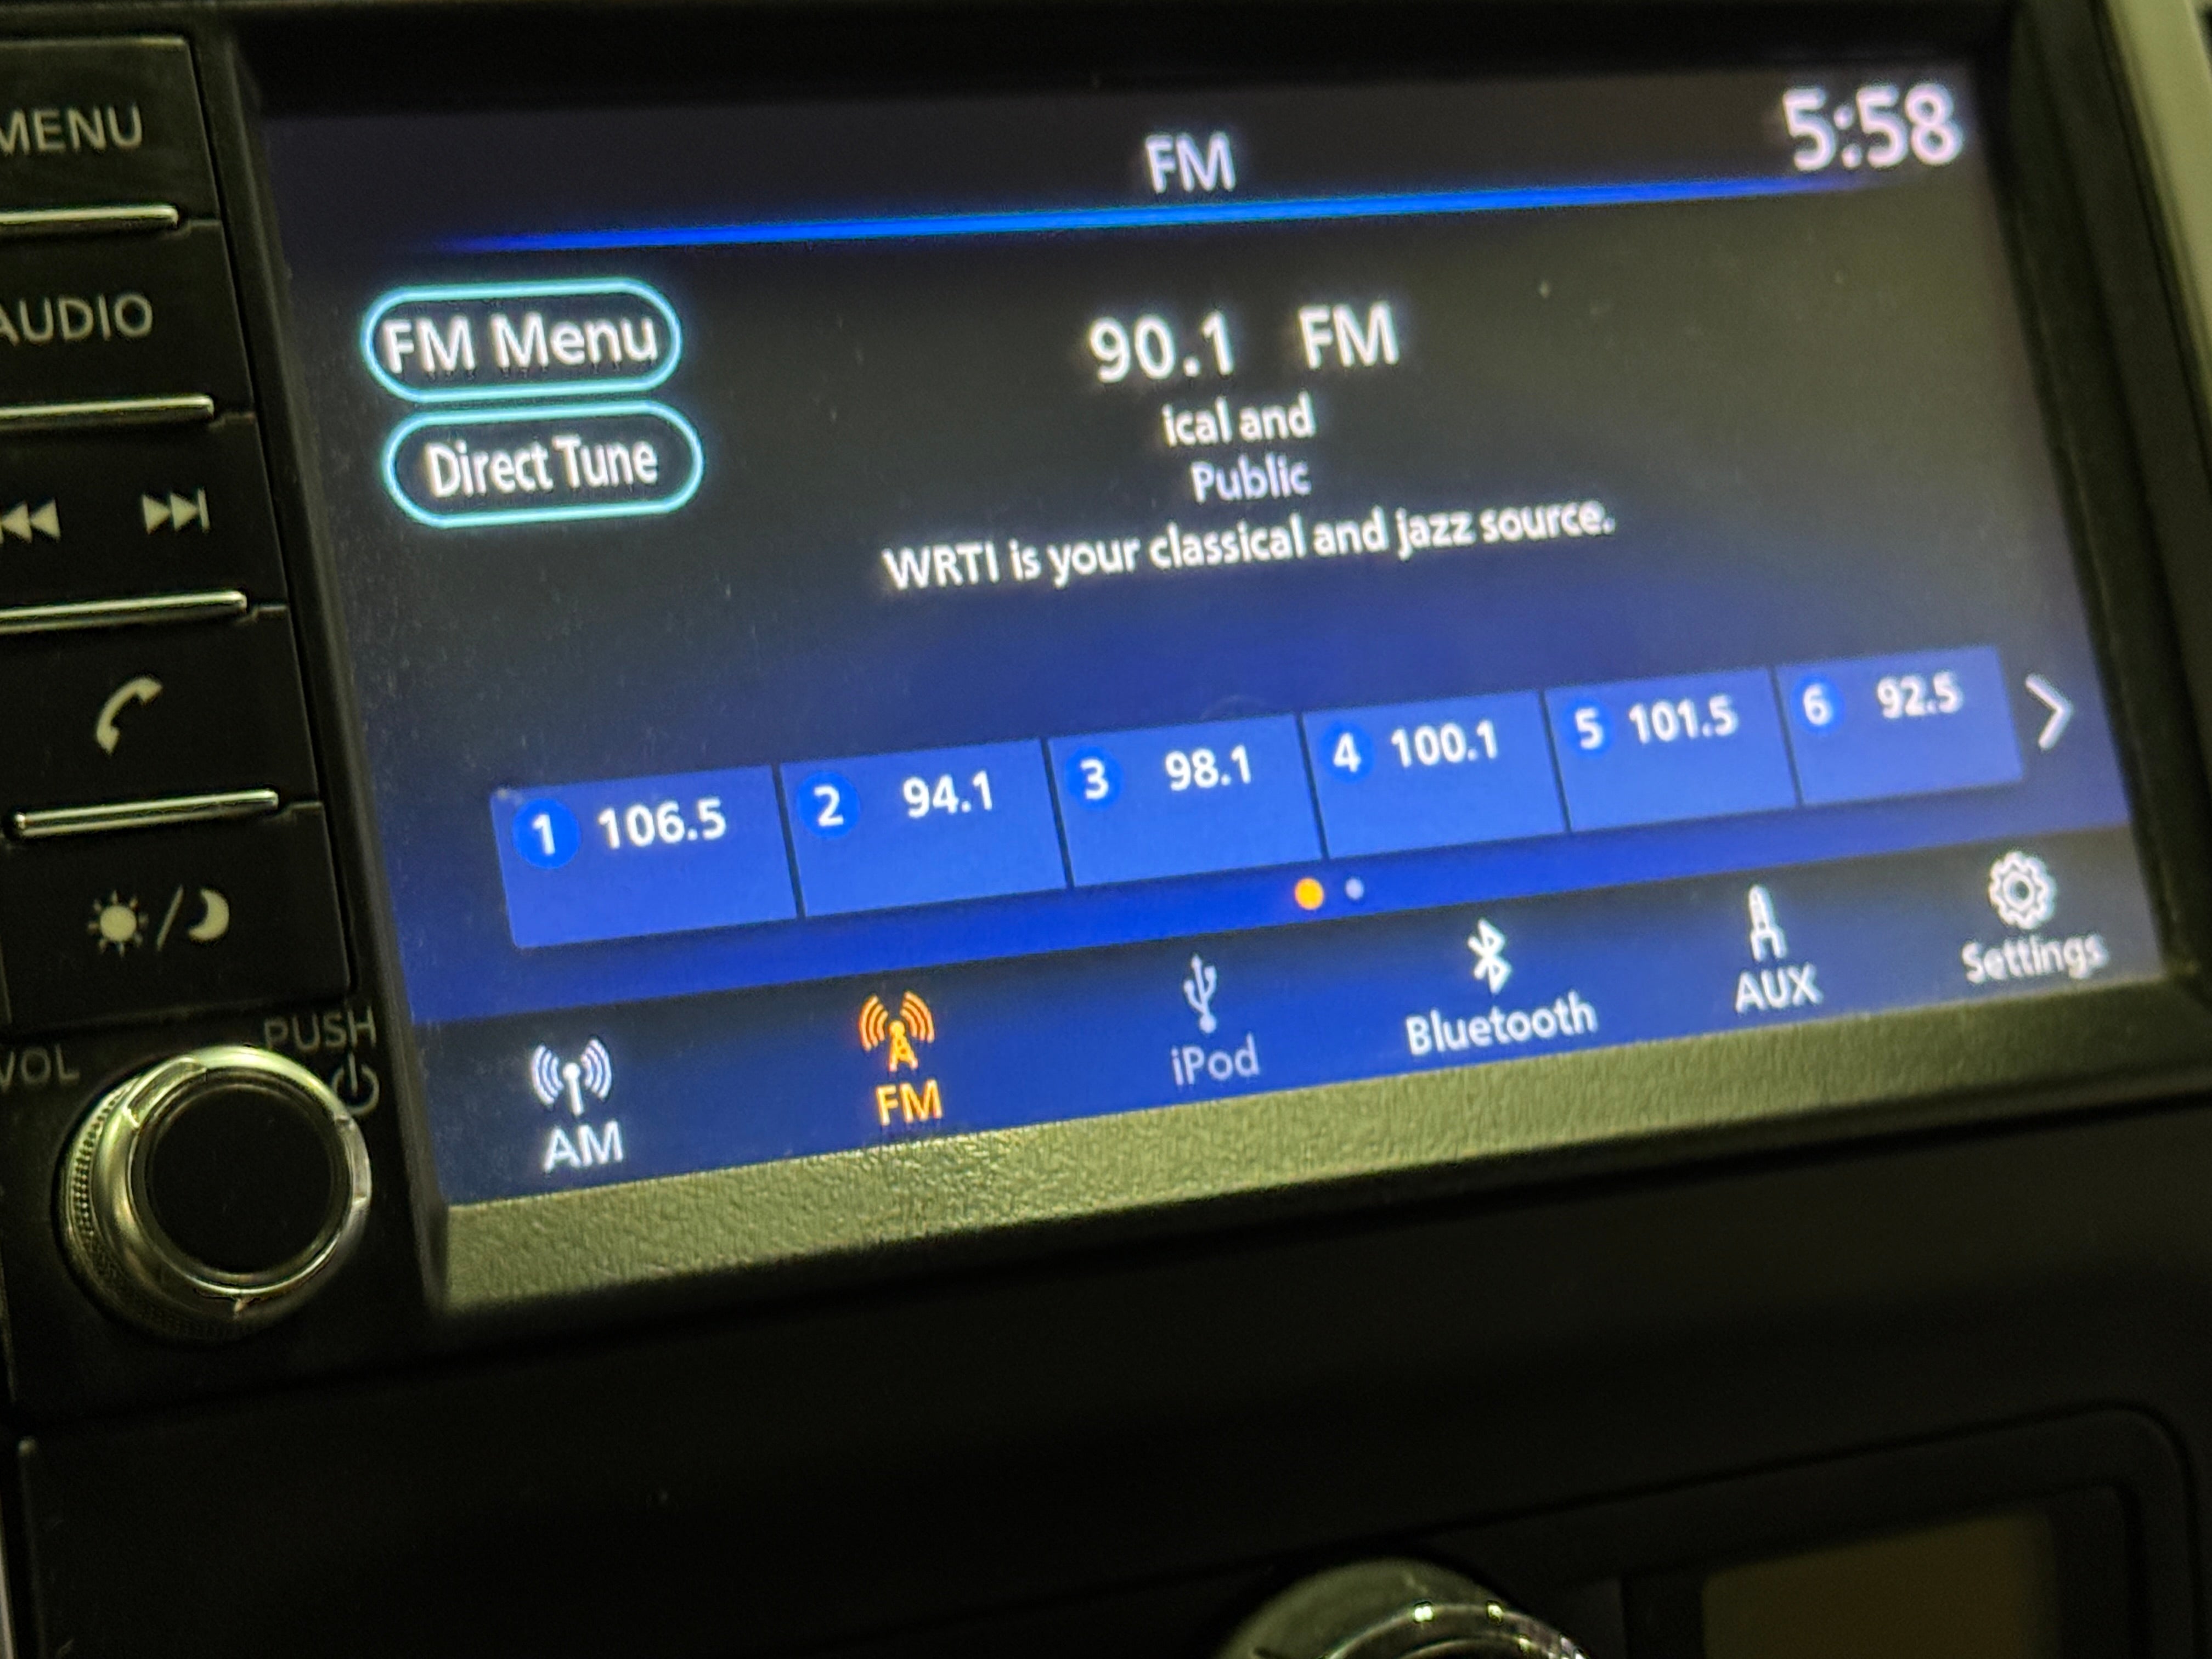 MENU
AUDIO
VOL
PUSH
FM
5:58
FM Menu
Direct Tune
90.1 FM
ical and
Public
WRTI is your classical and jazz source.
1 106.5
2 94.1
3 98.1
4 100.1
5 101.5
6 92.5
AM
FM
iPod
Bluetooth
AUX
Settings